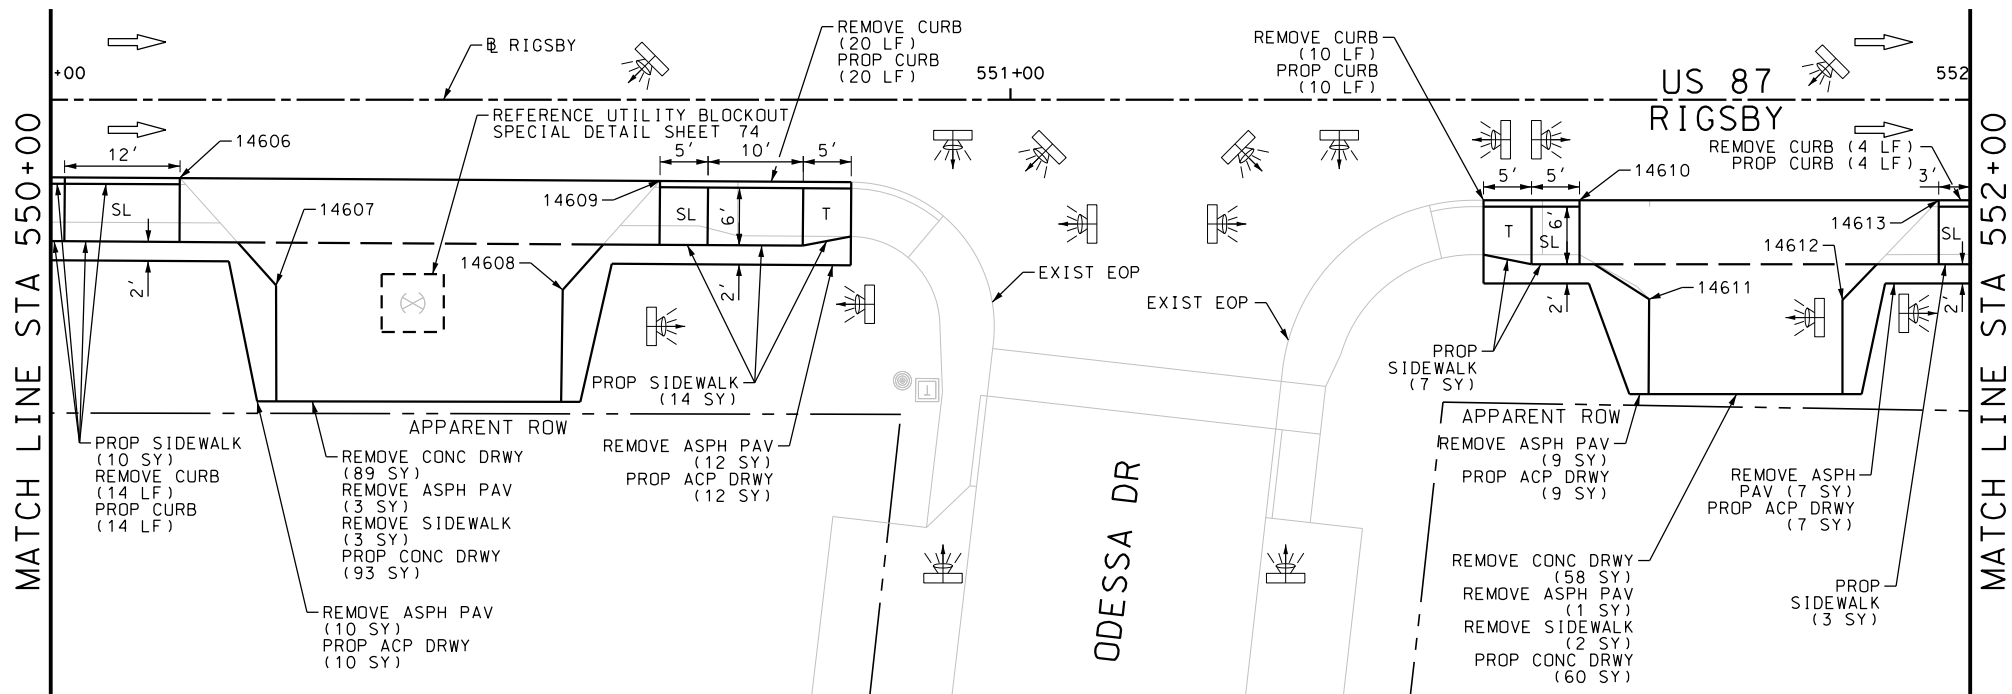 REMOVE CURB
(20 LF)
PROP CURB
(20 LF)
REMOVE CURB
(10 LF)
PROP CURB
(10 LF)
RIGSBY
+00
551+00
552
US 87
RIGSBY
REFERENCE UTILITY BLOCKOUT
SPECIAL DETAIL SHEET 74
REMOVE CURB (4 LF)
PROP CURB (4 LF)
MATCH LINE STA 550+00
12'
14606
5'
10'
5'
5'
5'
14610
3'
14607
14609
14608
14613
14612
14611
SL
SL
6'
T
T
SL
6'
SL
2'
2'
2'
2'
EXIST EOP
EXIST EOP
PROP SIDEWALK
(14 SY)
PROP
SIDEWALK
(7 SY)
APPARENT ROW
APPARENT ROW
PROP SIDEWALK
(10 SY)
REMOVE CURB
(14 LF)
PROP CURB
(14 LF)
REMOVE CONC DRWY
(89 SY)
REMOVE ASPH PAV
(3 SY)
REMOVE SIDEWALK
(3 SY)
PROP CONC DRWY
(93 SY)
REMOVE ASPH PAV
(10 SY)
PROP ACP DRWY
(10 SY)
REMOVE ASPH PAV
(12 SY)
PROP ACP DRWY
(12 SY)
ODESSA DR
REMOVE ASPH PAV
(9 SY)
PROP ACP DRWY
(9 SY)
REMOVE ASPH
PAV (7 SY)
PROP ACP DRWY
(7 SY)
REMOVE CONC DRWY
(58 SY)
REMOVE ASPH PAV
(1 SY)
REMOVE SIDEWALK
(2 SY)
PROP CONC DRWY
(60 SY)
PROP
SIDEWALK
(3 SY)
MATCH LINE STA 552+00